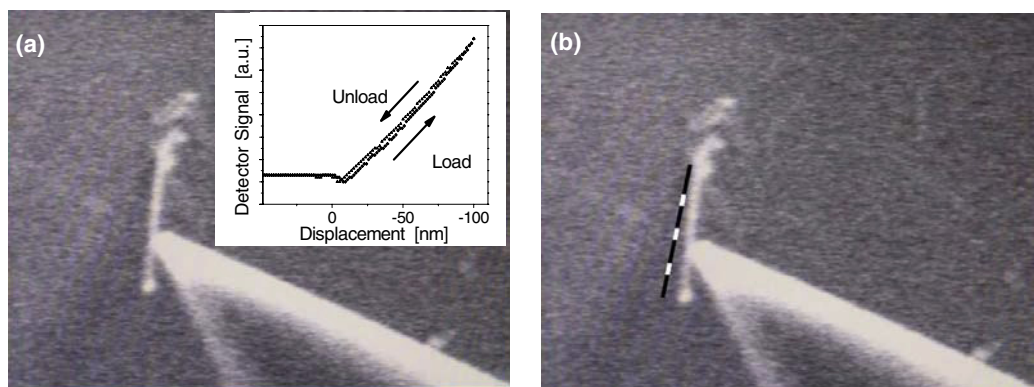 (a)
Detector Signal [a.u.]
Unload
Load
0 -50 -100
Displacement [nm]
(b)